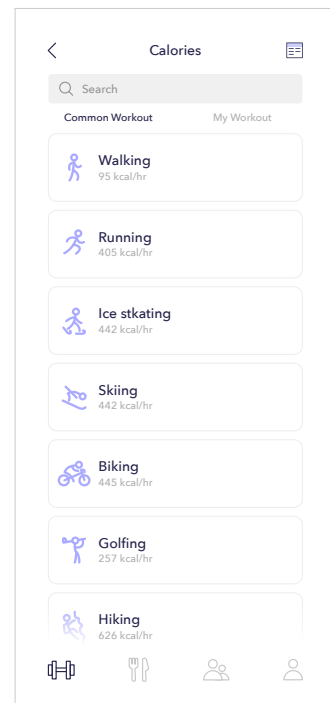 Calories
Search
Common Workout My Workout
Walking
95 kcal/hr
Running
405 kcal/hr
Ice stkating
442 kcal/hr
Skiing
442 kcal/hr
Biking
445 kcal/hr
Golfing
257 kcal/hr
Hiking
626 kcal/hr